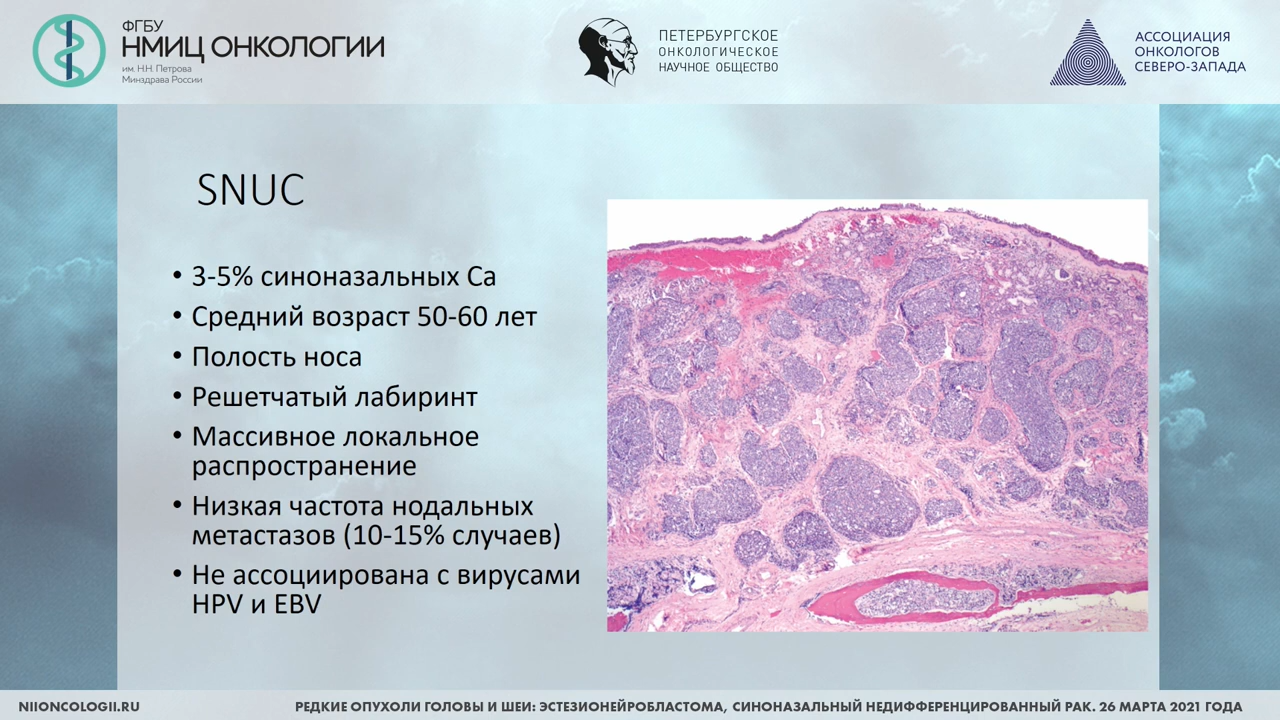 ФГБУ
НМИЦ ОНКОЛОГИИ
им. Н.Н. Петрова
Минздрава России
ПЕТЕРБУРГСКОЕ
ОНКОЛОГИЧЕСКОЕ
НАУЧНОЕ ОБЩЕСТВО
АССОЦИАЦИЯ
ОНКОЛОГОВ
СЕВЕРО-ЗАПАДА
SNUC
• 3-5% синоназальных Са
• Средний возраст 50-60 лет
• Полость носа
• Решетчатый лабиринт
• Массивное локальное
распространение
• Низкая частота нодальных
метастазов (10-15% случаев)
• Не ассоциирована с вирусами
HPV и EBV
NIIONCOLOGII.RU
РЕДКИЕ ОПУХОЛИ ГОЛОВЫ И ШЕИ: ЭСТЕЗИОНЕЙРОБЛАСТОМА, СИНОНАЗАЛЬНЫЙ НЕДИФФЕРЕНЦИРОВАННЫЙ РАК. 26 МАРТА 2021 ГОДА